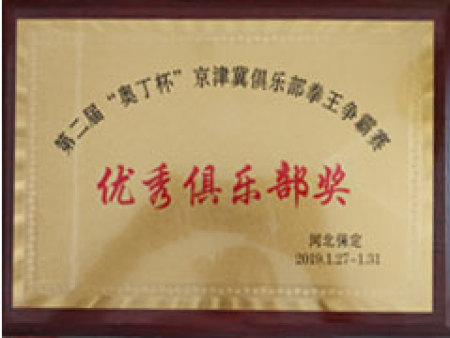 第二届“奥丁杯”京津冀俱乐部拳王争霸赛
优秀俱乐部奖
河北保定
2019.1.27-1.31